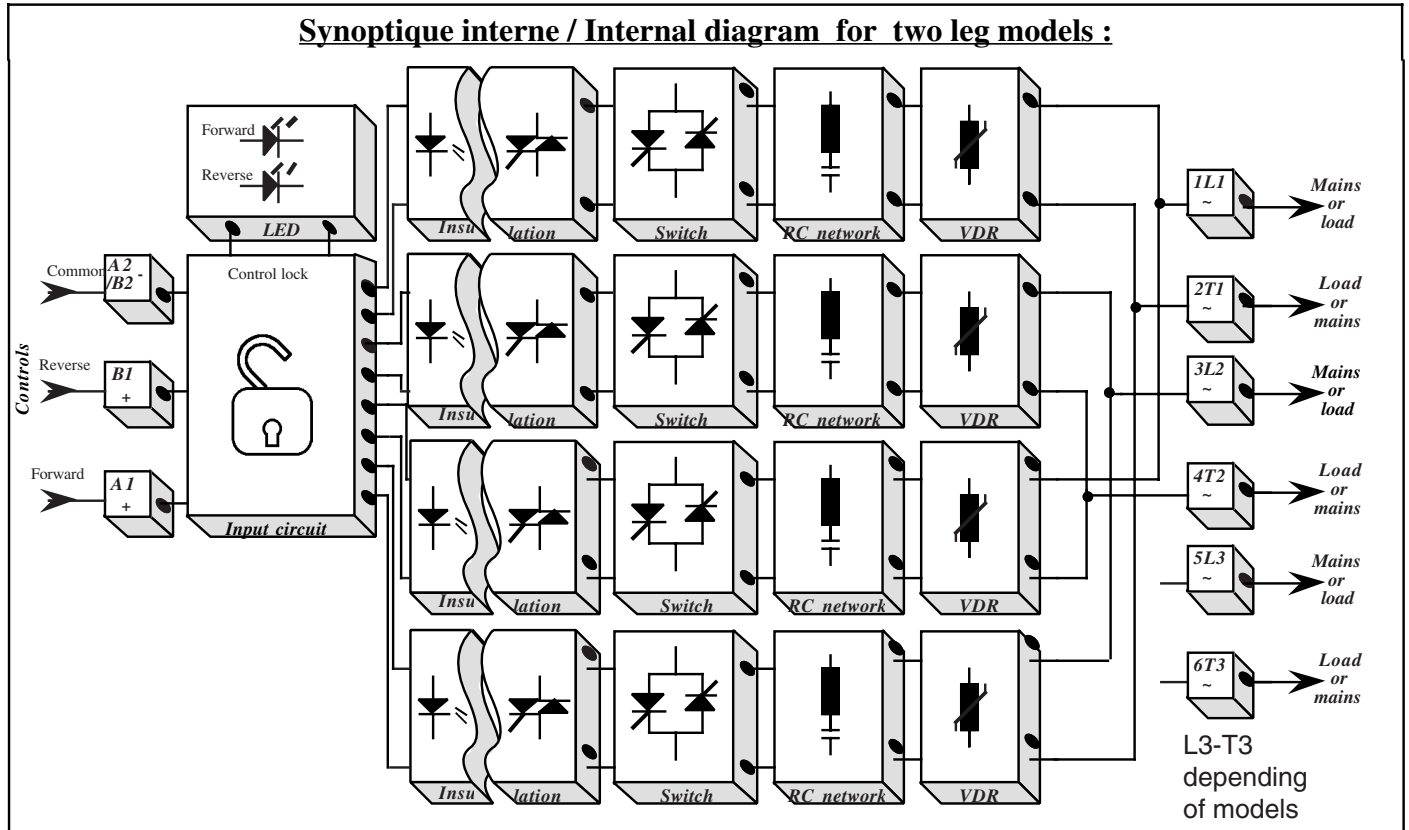 Synoptique interne / Internal diagram for two leg models :
Forward
Reverse
LED
Control lock
Input circuit
Controls
Common
A2
/B2 -
Reverse
B1
+
Forward
A1
+
Insu lation
Switch
RC network
VDR
Insu lation
Switch
RC network
VDR
Insu lation
Switch
RC network
VDR
Insu lation
Switch
RC network
VDR
1L1
~
Mains
or
load
2T1
~
Load
or
mains
3L2
~
Mains
or
load
4T2
~
Load
or
mains
5L3
~
Mains
or
load
6T3
~
Load
or
mains
L3-T3
depending
of models